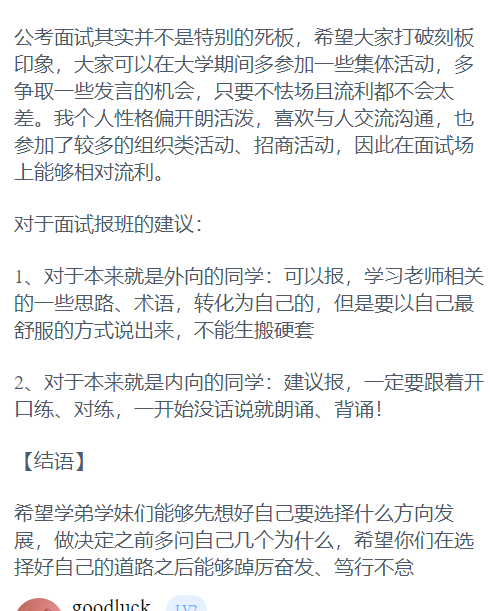 公考面试其实并不是特别的死板，希望大家打破刻板
印象，大家可以在大学期间多参加一些集体活动，多
争取一些发言的机会，只要不怯场且流利都不会太
差。我个人性格偏开朗活泼，喜欢与人交流沟通，也
参加了较多的组织类活动、招商活动，因此在面试场
上能够相对流利。
对于面试报班的建议：
1、对于本来就是外向的同学：可以报，学习老师相关
的一些思路、术语，转化为自己的，但是要以自己最
舒服的方式说出来，不能生搬硬套
2、对于本来就是内向的同学：建议报，一定要跟着开
口练、对练，一开始没话说就朗诵、背诵！
【结语】
希望学弟学妹们能够先想好自己要选择什么方向发
展，做决定之前多问自己几个为什么，希望你们在选
择好自己的道路之后能够踔厉奋发、笃行不怠
goodluck LV2